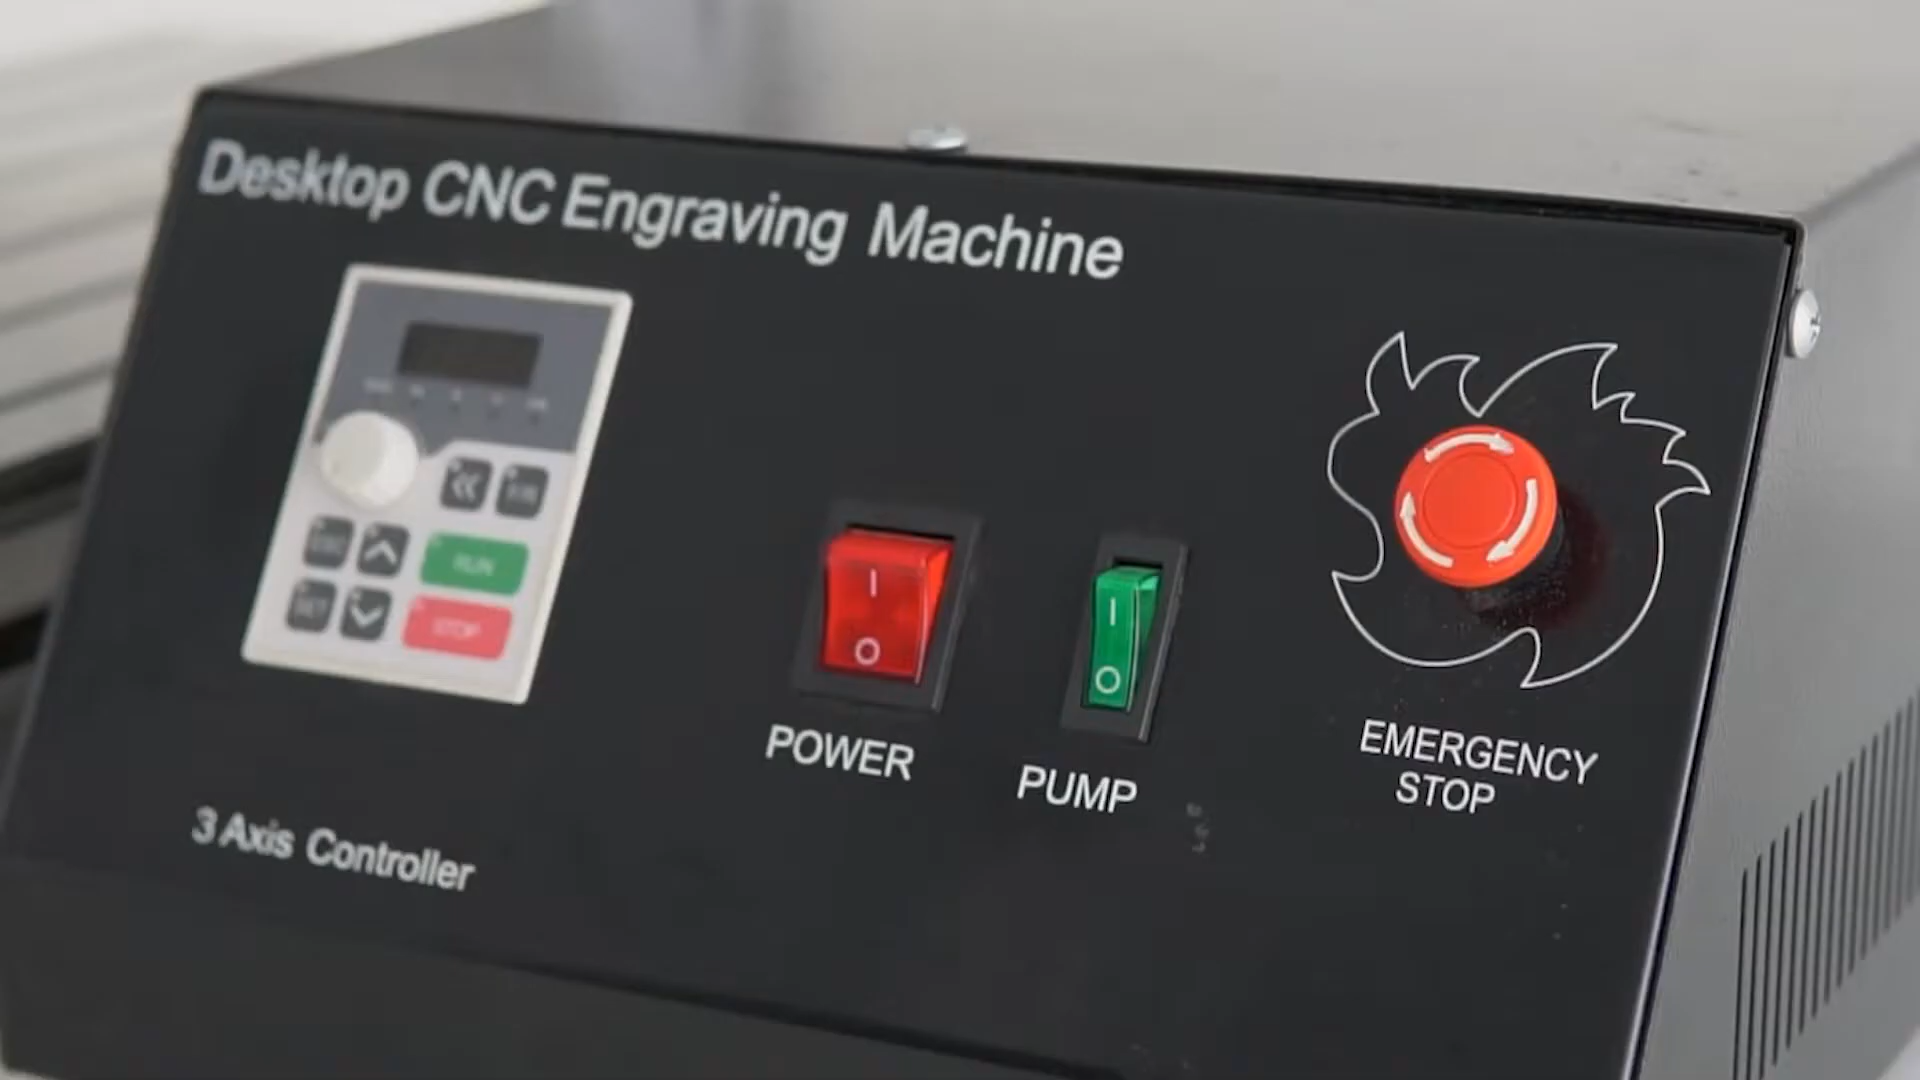 Desktop CNC Engraving Machine
RUN
STOP
I
O
I
O
POWER
PUMP
EMERGENCY
STOP
3 Axis Controller